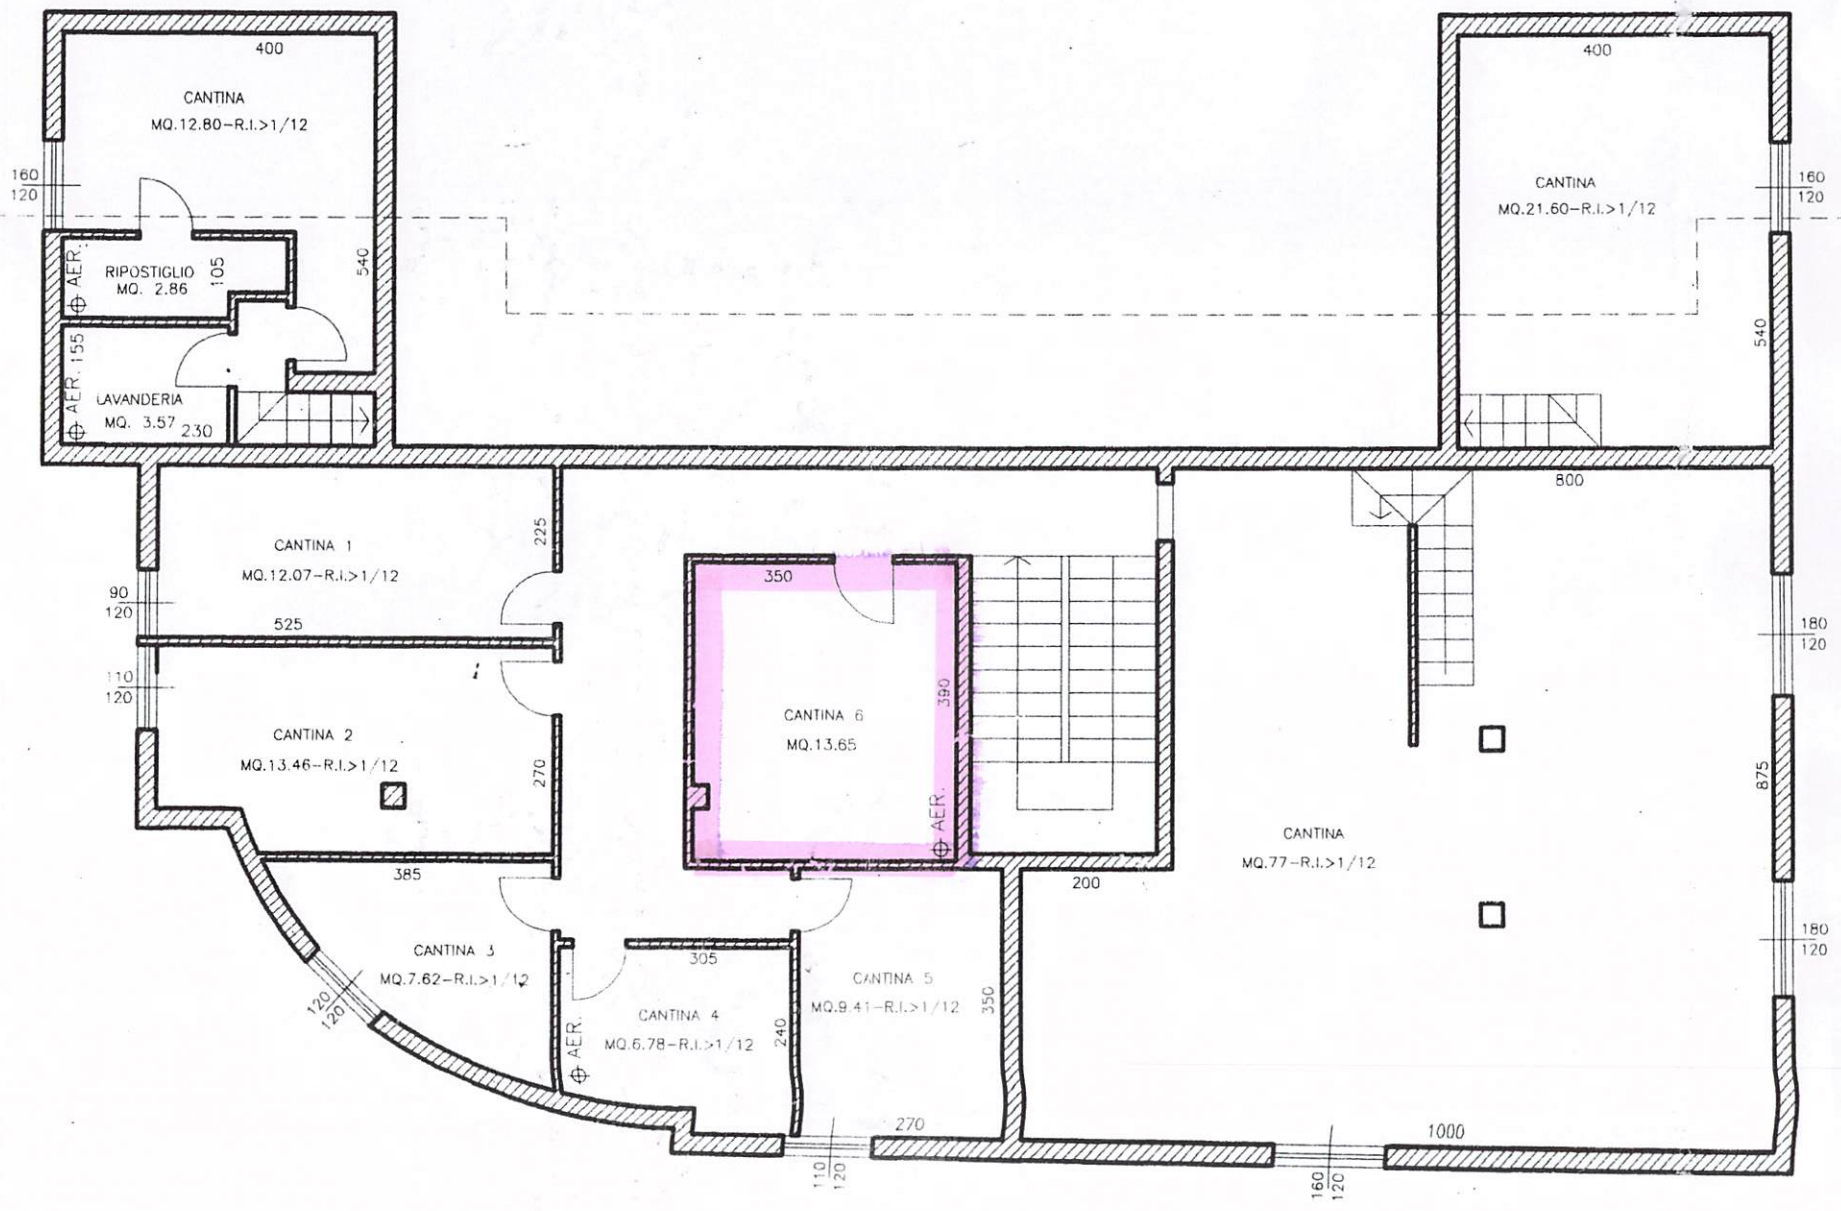 400
CANTINA
MQ.12.80-R.I.>1/12
160
120
AER.
RIPOSTIGLIO
MQ. 2.86
105
540
AER. 155
LAVANDERIA
MQ. 3.57
230
400
CANTINA
MQ.21.60-R.I.>1/12
160
120
540
800
CANTINA 1
MQ.12.07-R.I.>1/12
225
90
120
525
110
120
CANTINA 2
MQ.13.46-R.I.>1/12
270
350
390
CANTINA 6
MQ.13.65
AER.
180
120
875
CANTINA
MQ.77-R.I.>1/12
200
385
CANTINA 3
MQ.7.62-R.I.>1/12
120
120
305
CANTINA 4
MQ.6.78-R.I.>1/12
AER.
240
CANTINA 5
MQ.9.41-R.I.>1/12
350
180
120
270
110
120
1000
160
120